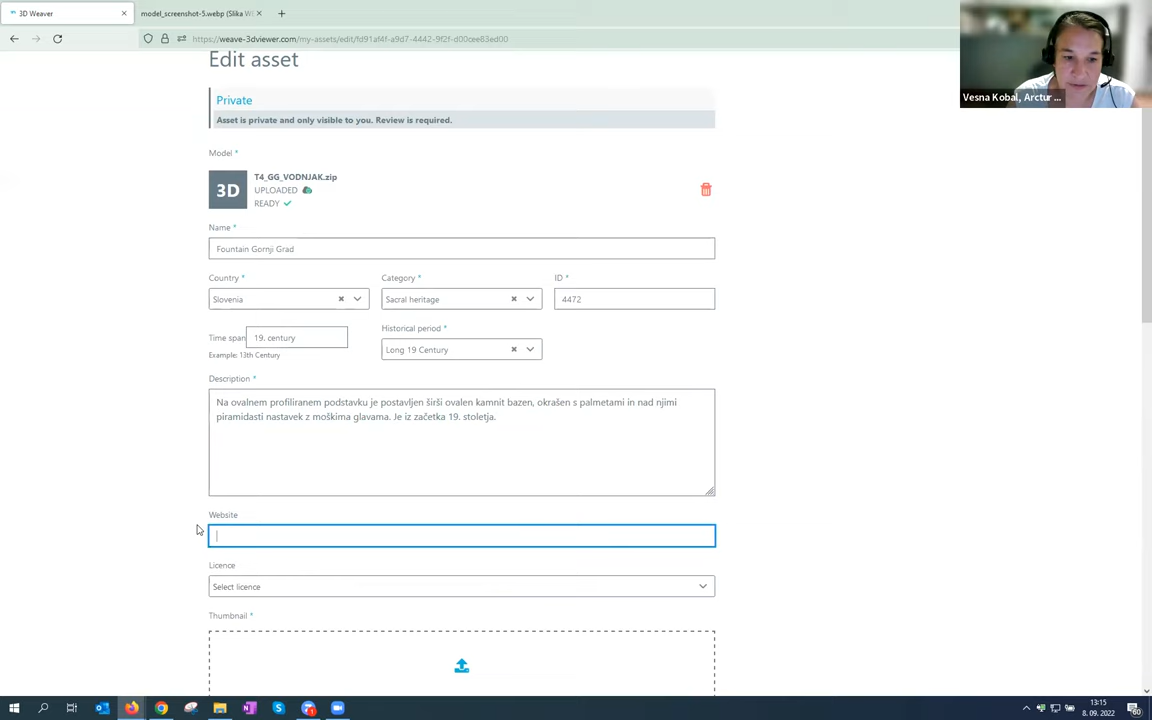 3D Weaver
model_screenshot-5.webp (Slika W
https://weave-3dviewer.com/my-assets/edit/fd91af4f-a9d7-4442-9f2f-d00cee83ed00
Vesna Kobal, Arctur ...
Edit asset
Private
Asset is private and only visible to you. Review is required.
Model *
3D
T4_GG_VODNJAK.zip
UPLOADED
READY
Name *
Fountain Gornji Grad
Country *
Category *
ID *
Slovenia
Sacral heritage
4472
Historical period *
Time span
19. century
Long 19 Century
Example: 13th Century
Description *
Na ovalnem profiliranem podstavku je postavljen širši ovalen kamnit bazen, okrašen s palmetami in nad njimi
piramidasti nastavek z moškima glavama. Je iz začetka 19. stoletja.
Website
Licence
Select licence
Thumbnail *
13:15
8. 09. 2022
60